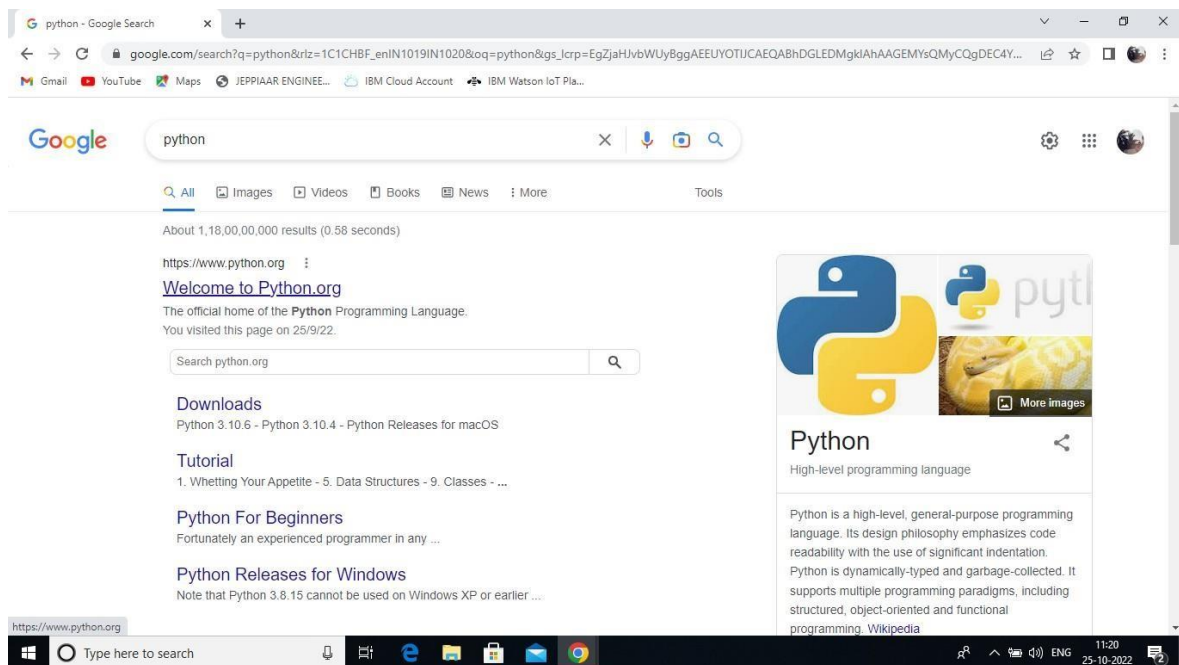 python - Google Search
google.com/search?q=python&rlz=1C1CHBF_enIN1019IN1020&oq=python&gs_lcrp=EgZjaHJvbWUyBggAEEUYOTIJCAEQABhDGLEDMgkIAhAAGEMYsQMyCQgDEC4Y...
Gmail YouTube Maps JEPPIAAR ENGINEE... IBM Cloud Account IBM Watson IoT Pla...
Google
python
All Images Videos Books News More Tools
About 1,18,00,00,000 results (0.58 seconds)
https://www.python.org
Welcome to Python.org
The official home of the Python Programming Language.
You visited this page on 25/9/22.
Search python.org
Downloads
Python 3.10.6 - Python 3.10.4 - Python Releases for macOS
Tutorial
1. Whetting Your Appetite - 5. Data Structures - 9. Classes - ...
Python For Beginners
Fortunately an experienced programmer in any ...
Python Releases for Windows
Note that Python 3.8.15 cannot be used on Windows XP or earlier ...
pyth
More images
Python
High-level programming language
Python is a high-level, general-purpose programming
language. Its design philosophy emphasizes code
readability with the use of significant indentation.
Python is dynamically-typed and garbage-collected. It
supports multiple programming paradigms, including
structured, object-oriented and functional
programming. Wikipedia
https://www.python.org
Type here to search
ENG
11:20
25-10-2022
2